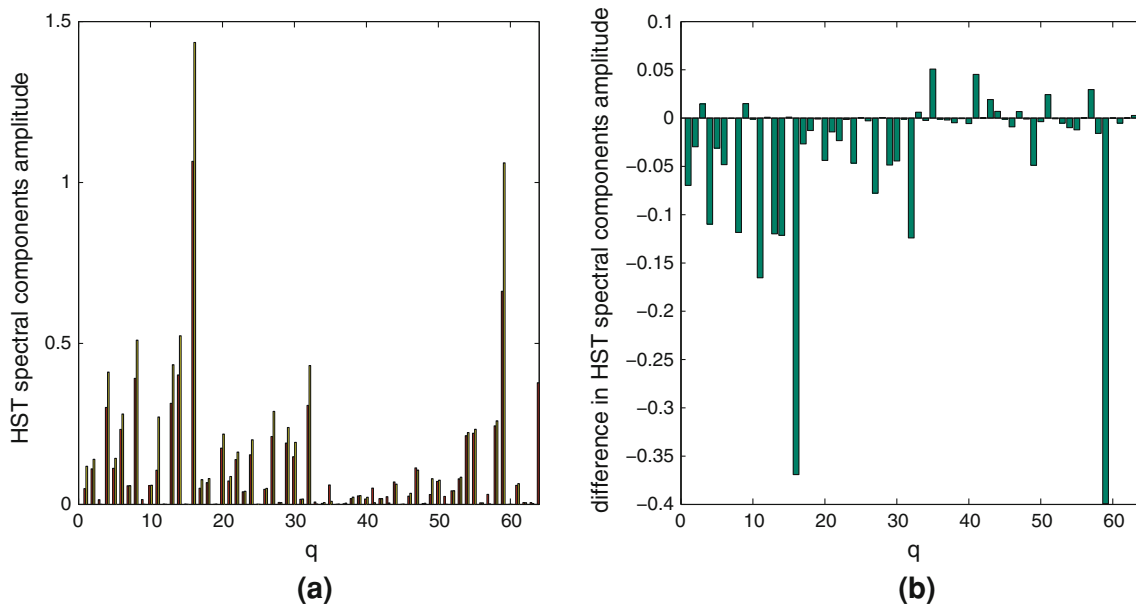 HST spectral components amplitude
1.5
1
0.5
0
0 10 20 30 40 50 60
q
(a)
difference in HST spectral components amplitude
0.1
0.05
0
−0.05
−0.1
−0.15
−0.2
−0.25
−0.3
−0.35
−0.4
0 10 20 30 40 50 60
q
(b)